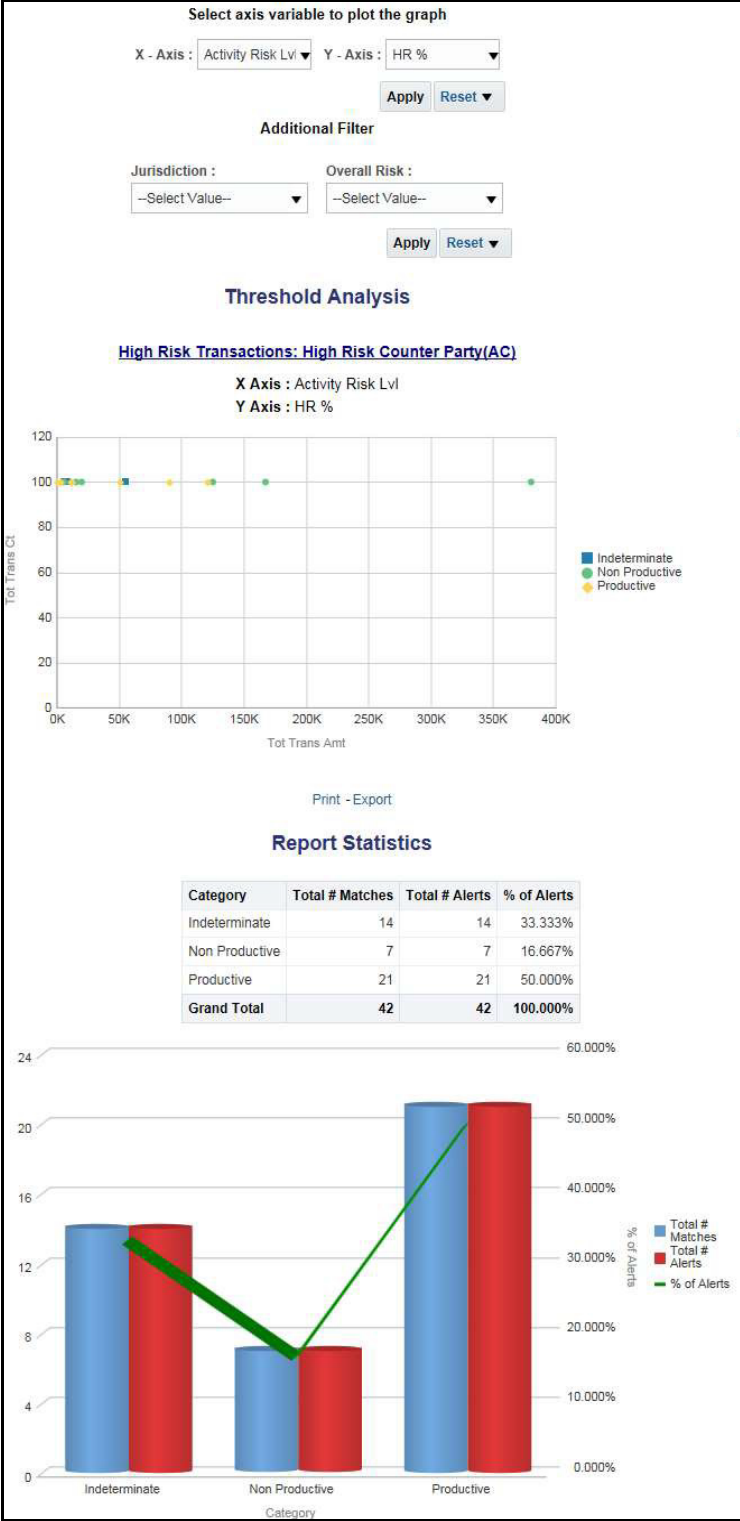 Select axis variable to plot the graph
X - Axis : Activity Risk Lvl Y - Axis : HR %
Apply Reset
Additional Filter
Jurisdiction : Overall Risk :
--Select Value-- --Select Value--
Apply Reset
Threshold Analysis
High Risk Transactions: High Risk Counter Party(AC)
X Axis : Activity Risk Lvl
Y Axis : HR %
120
100
80
60
40
20
0
Tot Trans Ct
0K 50K 100K 150K 200K 250K 300K 350K 400K
Tot Trans Amt
Indeterminate
Non Productive
Productive
Print - Export
Report Statistics
Category Total # Matches Total # Alerts % of Alerts
Indeterminate 14 14 33.333%
Non Productive 7 7 16.667%
Productive 21 21 50.000%
Grand Total 42 42 100.000%
24
20
16
12
8
4
0
60.000%
50.000%
40.000%
30.000%
20.000%
10.000%
0.000%
% of Alerts
Total #
Matches
Total #
Alerts
% of Alerts
Indeterminate Non Productive Productive
Category